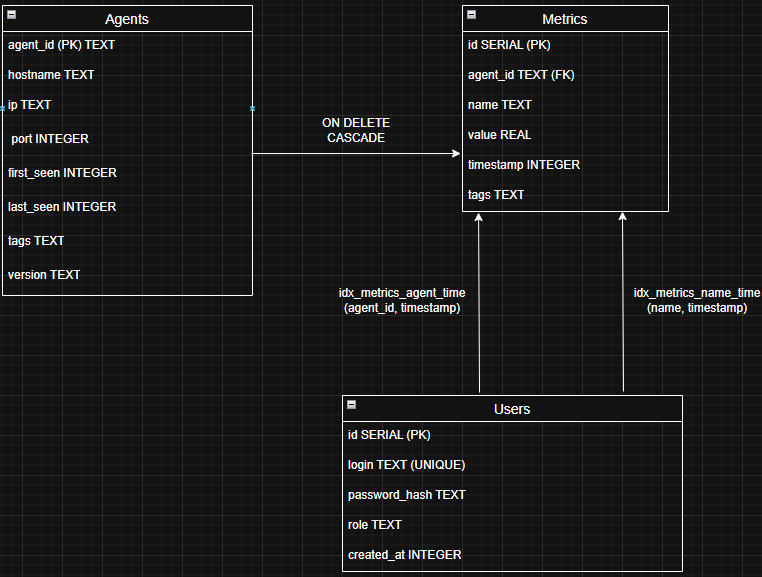 Agents
agent_id (PK) TEXT
hostname TEXT
ip TEXT
port INTEGER
first_seen INTEGER
last_seen INTEGER
tags TEXT
version TEXT
ON DELETE
CASCADE
Metrics
id SERIAL (PK)
agent_id TEXT (FK)
name TEXT
value REAL
timestamp INTEGER
tags TEXT
idx_metrics_agent_time
(agent_id, timestamp)
idx_metrics_name_time
(name, timestamp)
Users
id SERIAL (PK)
login TEXT (UNIQUE)
password_hash TEXT
role TEXT
created_at INTEGER